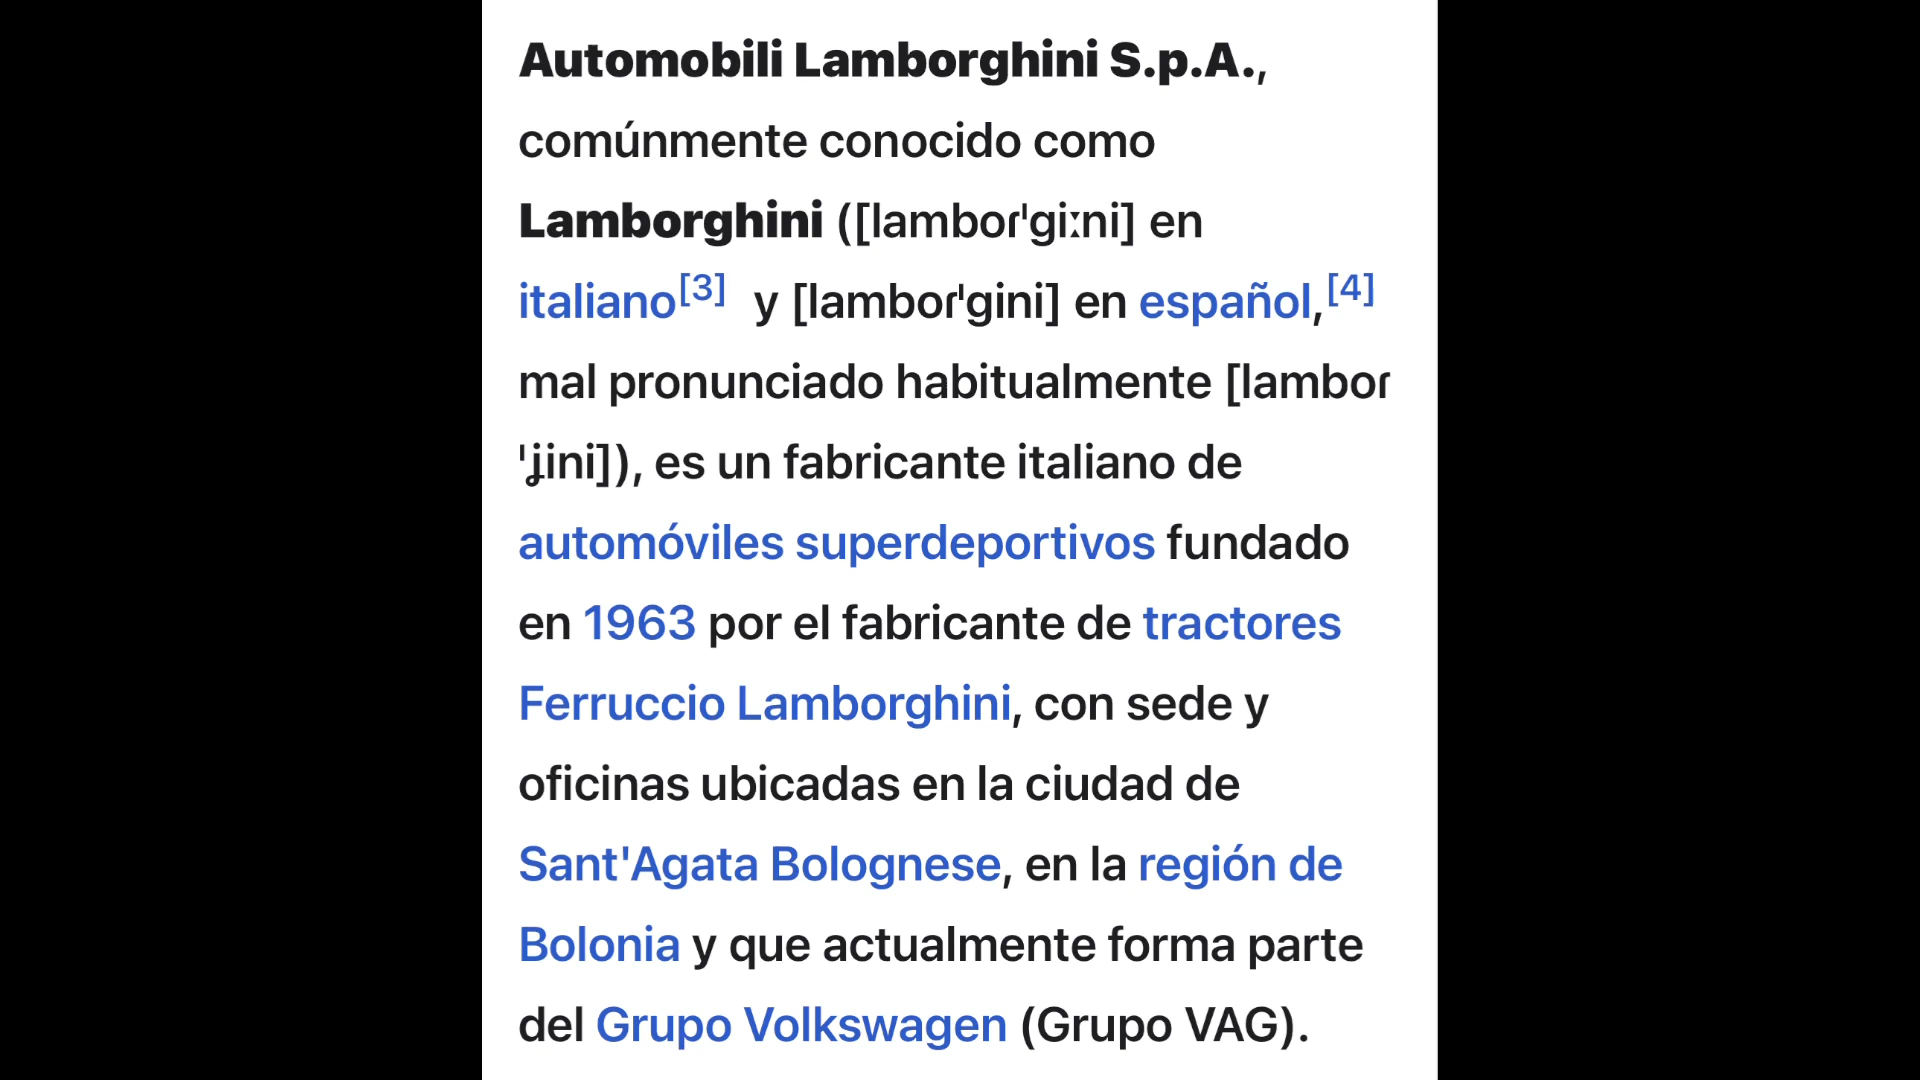 Automobili Lamborghini S.p.A.,
comúnmente conocido como
Lamborghini ([lamborˈgiːni] en
italiano[3] y [lamboɾˈgini] en español,[4]
mal pronunciado habitualmente [lamboɾ
ˈʝini]), es un fabricante italiano de
automóviles superdeportivos fundado
en 1963 por el fabricante de tractores
Ferruccio Lamborghini, con sede y
oficinas ubicadas en la ciudad de
Sant'Agata Bolognese, en la región de
Bolonia y que actualmente forma parte
del Grupo Volkswagen (Grupo VAG).